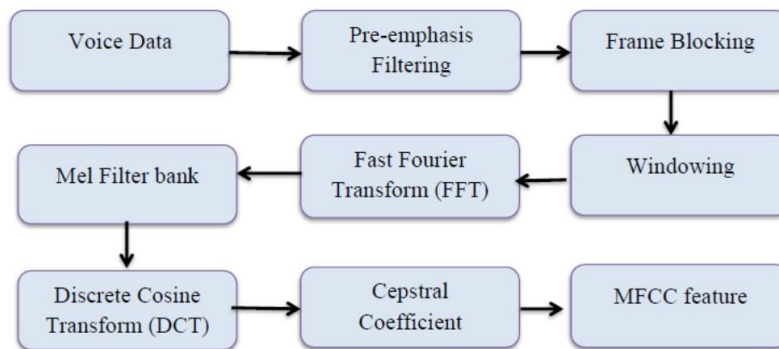 Voice Data
Pre-emphasis
Filtering
Frame Blocking
Windowing
Fast Fourier
Transform (FFT)
Mel Filter bank
Discrete Cosine
Transform (DCT)
Cepstral
Coefficient
MFCC feature